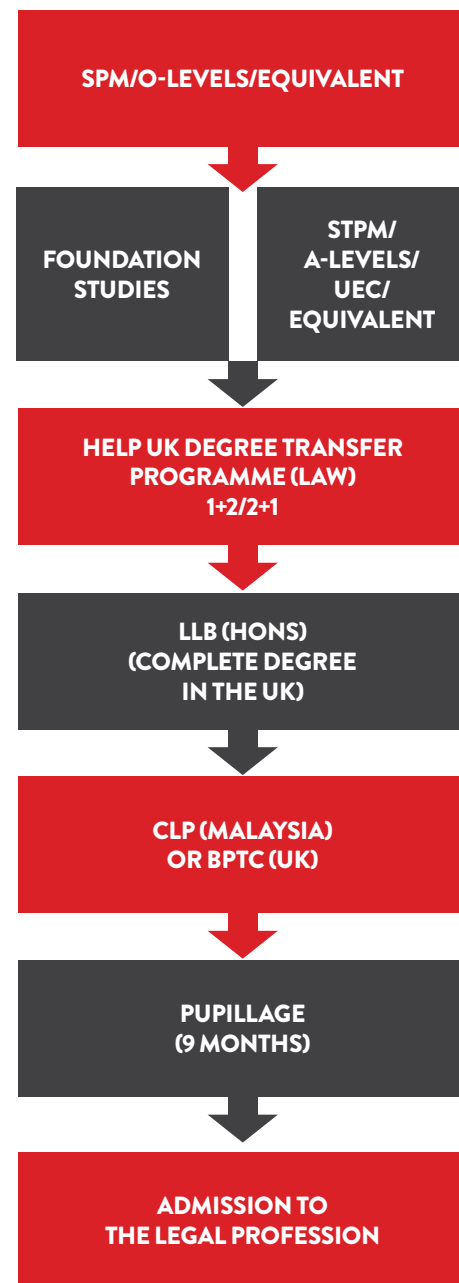 SPM/O-LEVELS/EQUIVALENT
FOUNDATION
STUDIES
STPM/
A-LEVELS/
UEC/
EQUIVALENT
HELP UK DEGREE TRANSFER
PROGRAMME (LAW)
1+2/2+1
LLB (HONS)
(COMPLETE DEGREE
IN THE UK)
CLP (MALAYSIA)
OR BPTC (UK)
PUPILLAGE
(9 MONTHS)
ADMISSION TO
THE LEGAL PROFESSION